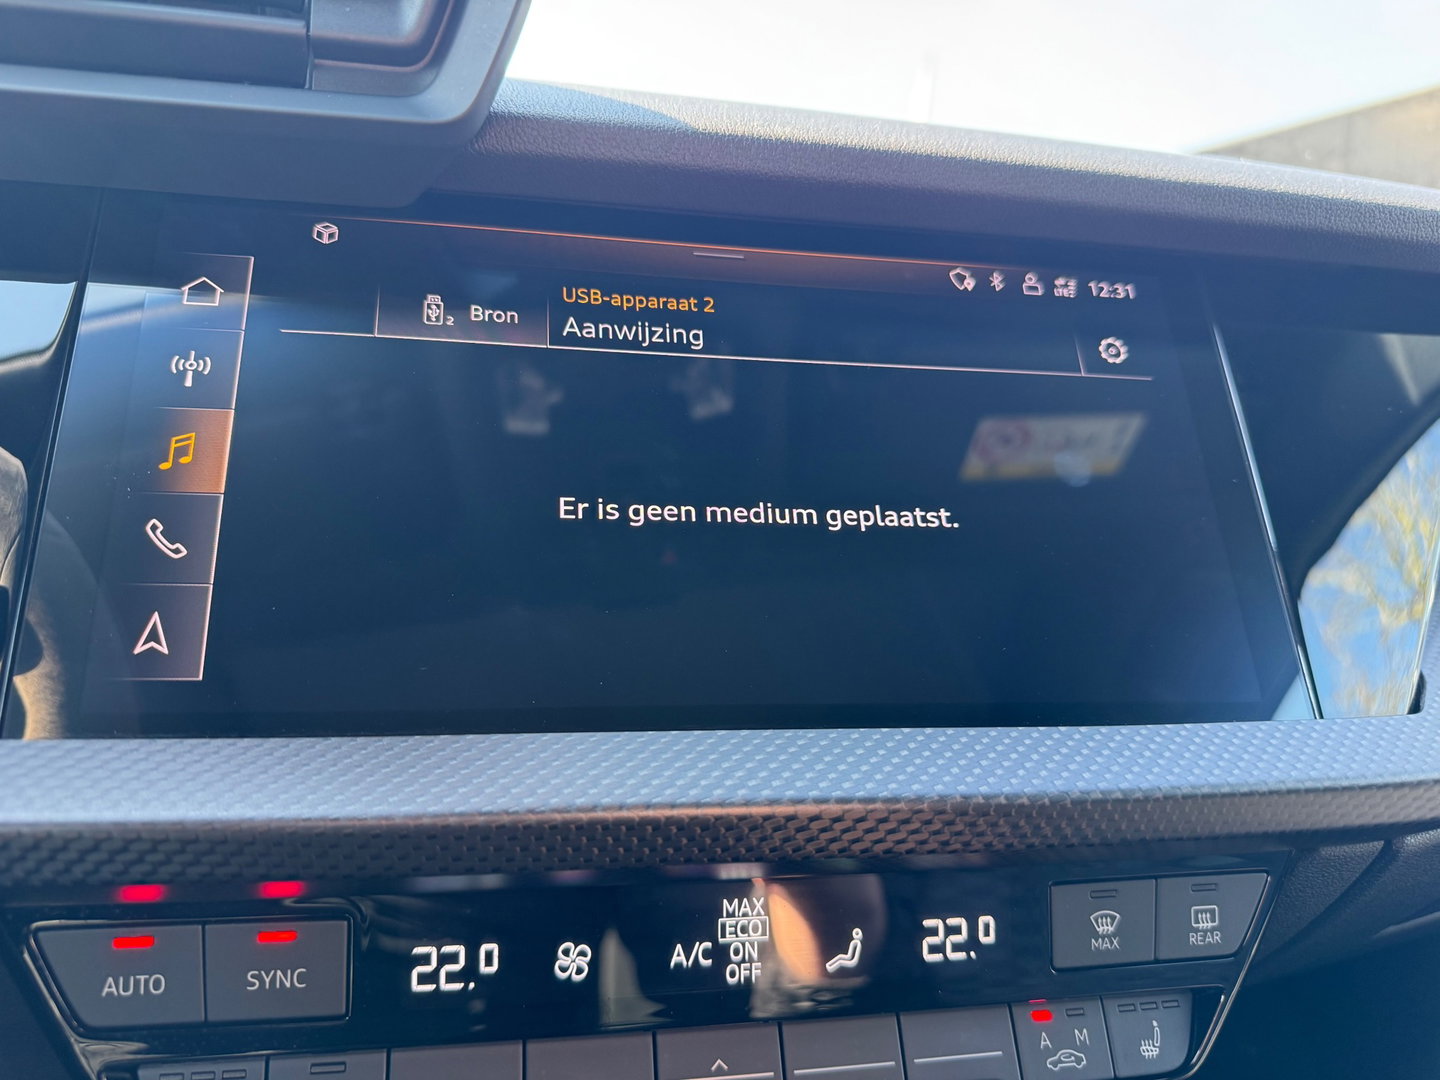 12:31
USB-apparaat 2
2 Bron
Aanwijzing
Er is geen medium geplaatst.
MAX
ECO
A/C ON
OFF
22.0
22.0
MAX
REAR
AUTO
SYNC
A M